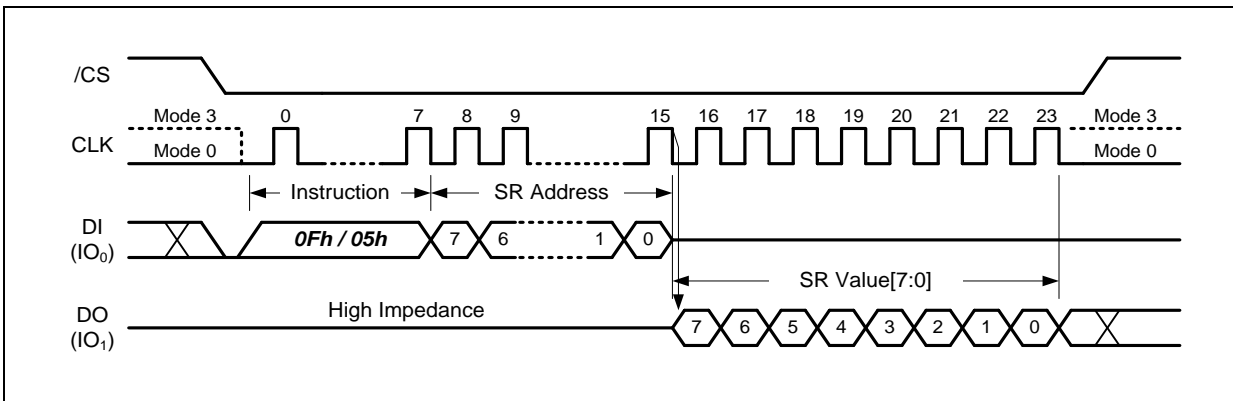 /CS
Mode 3 0 7 8 9 15 16 17 18 19 20 21 22 23 Mode 3
CLK
Mode 0 Mode 0
Instruction SR Address
DI
(IO₀)
0Fh / 05h 7 6 1 0
SR Value[7:0]
High Impedance
DO
(IO₁)
7 6 5 4 3 2 1 0